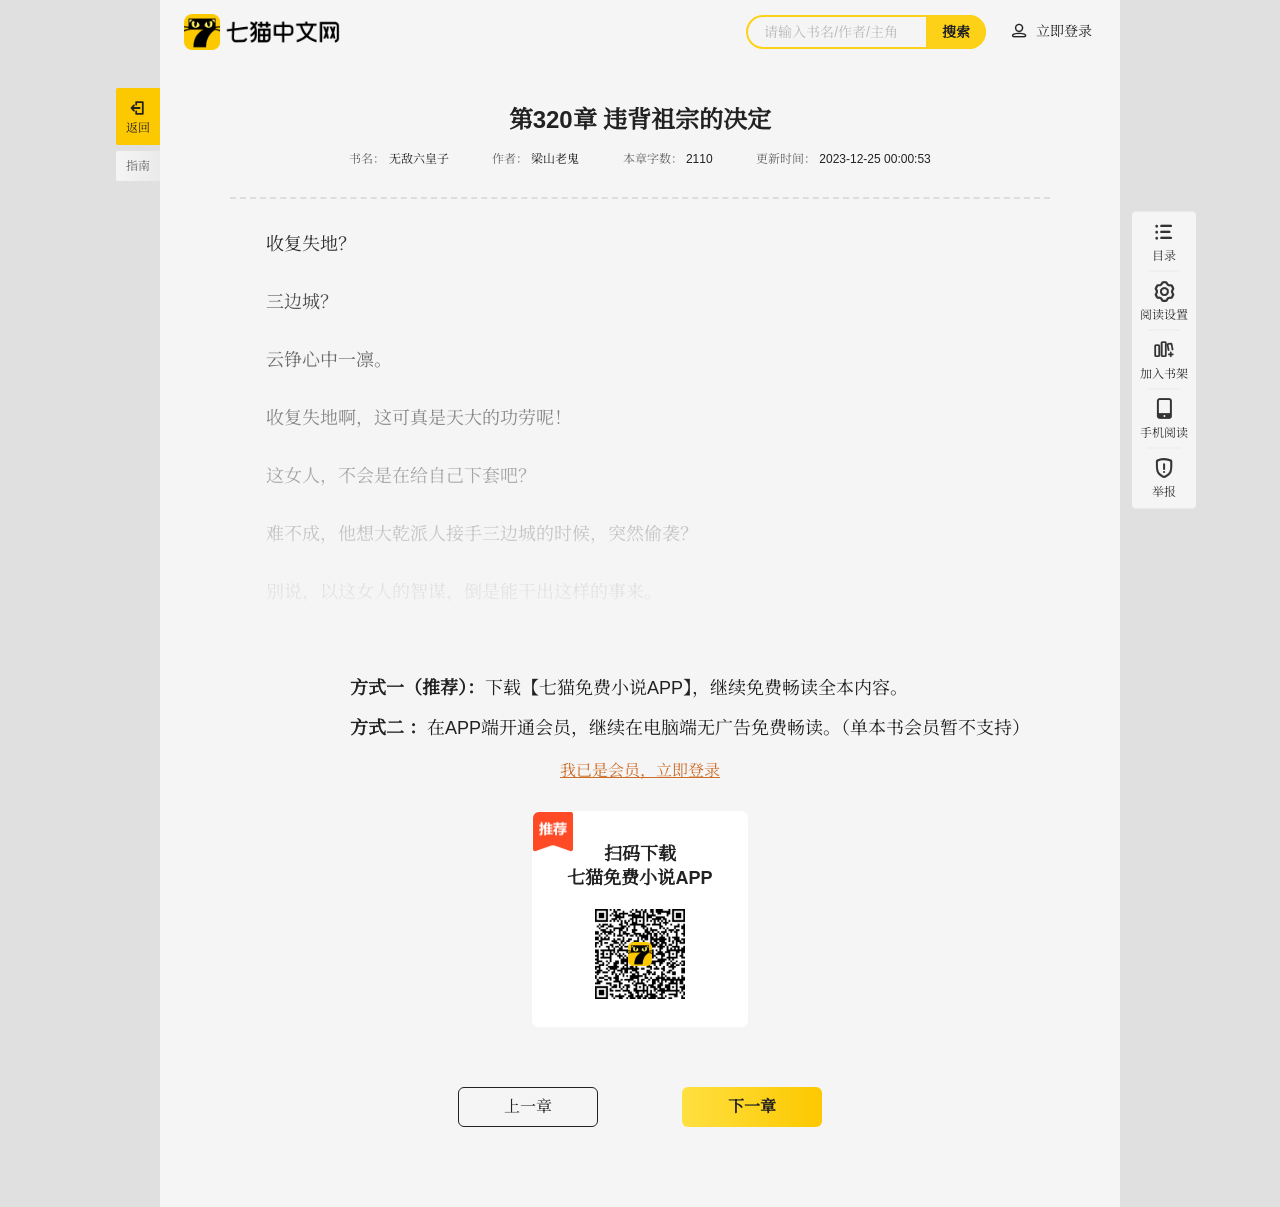 七猫中文网
请输入书名/作者/主角
搜索
立即登录
返回
指南
第320章 违背祖宗的决定
书名： 无敌六皇子 作者： 梁山老鬼 本章字数： 2110 更新时间： 2023-12-25 00:00:53
收复失地？
三边城？
云铮心中一凛。
收复失地啊，这可真是天大的功劳呢！
这女人，不会是在给自己下套吧？
难不成，他想大乾派人接手三边城的时候，突然偷袭？
别说，以这女人的智谋，倒是能干出这样的事来。
目录
阅读设置
加入书架
手机阅读
举报
方式一（推荐）：下载【七猫免费小说APP】，继续免费畅读全本内容。
方式二 ：在APP端开通会员，继续在电脑端无广告免费畅读。（单本书会员暂不支持）
我已是会员，立即登录
推荐
扫码下载
七猫免费小说APP
上一章
下一章